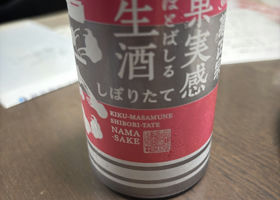 果実感
ほとばしる
生酒
しぼりたて
KIKU-MASAMUNE
SHIBORI-TATE
NAMA
-SAKE